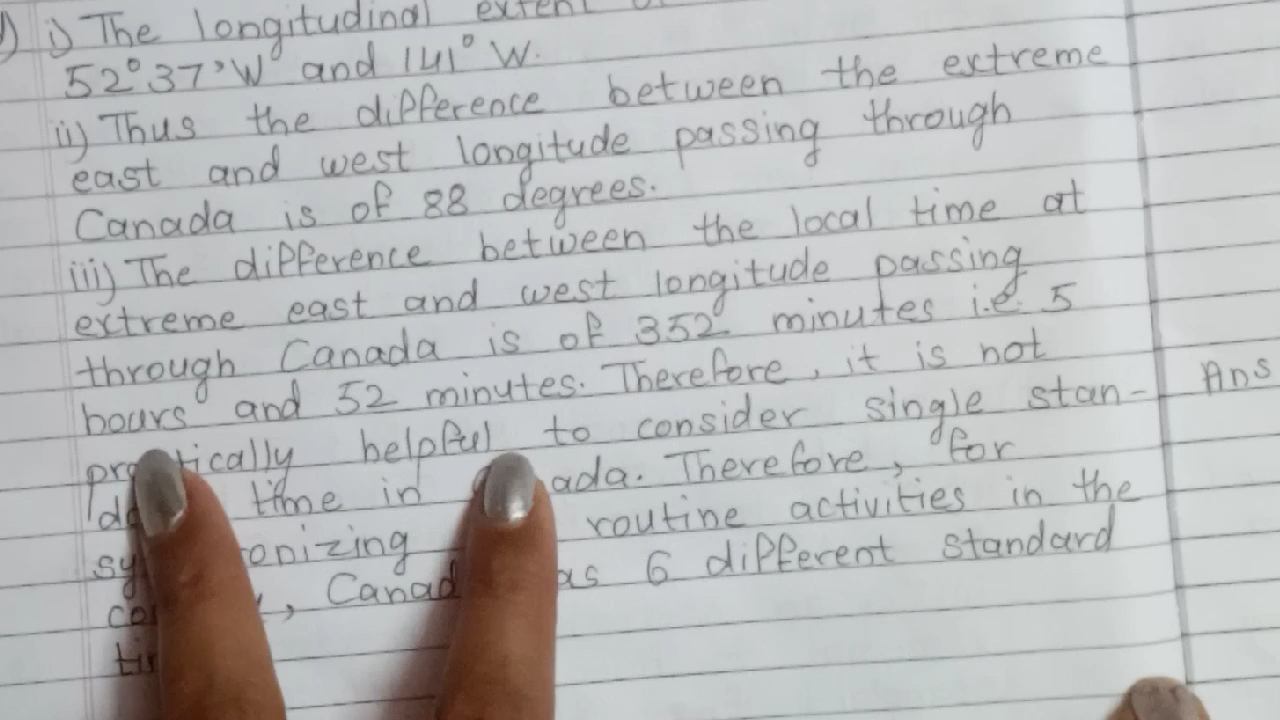 i) The longitudinal extent
52°37'W and 141° W.
ii) Thus the difference between the extreme
east and west longitude passing through
Canada is of 88 degrees.
iii) The difference between the local time at
extreme east and west longitude passing
through Canada is of 352 minutes i.e. 5
hours and 52 minutes. Therefore, it is not
helpful to consider single stan-
time in ada. Therefore, for
onizing routine activities in the
, Canad as 6 different standard
Ans